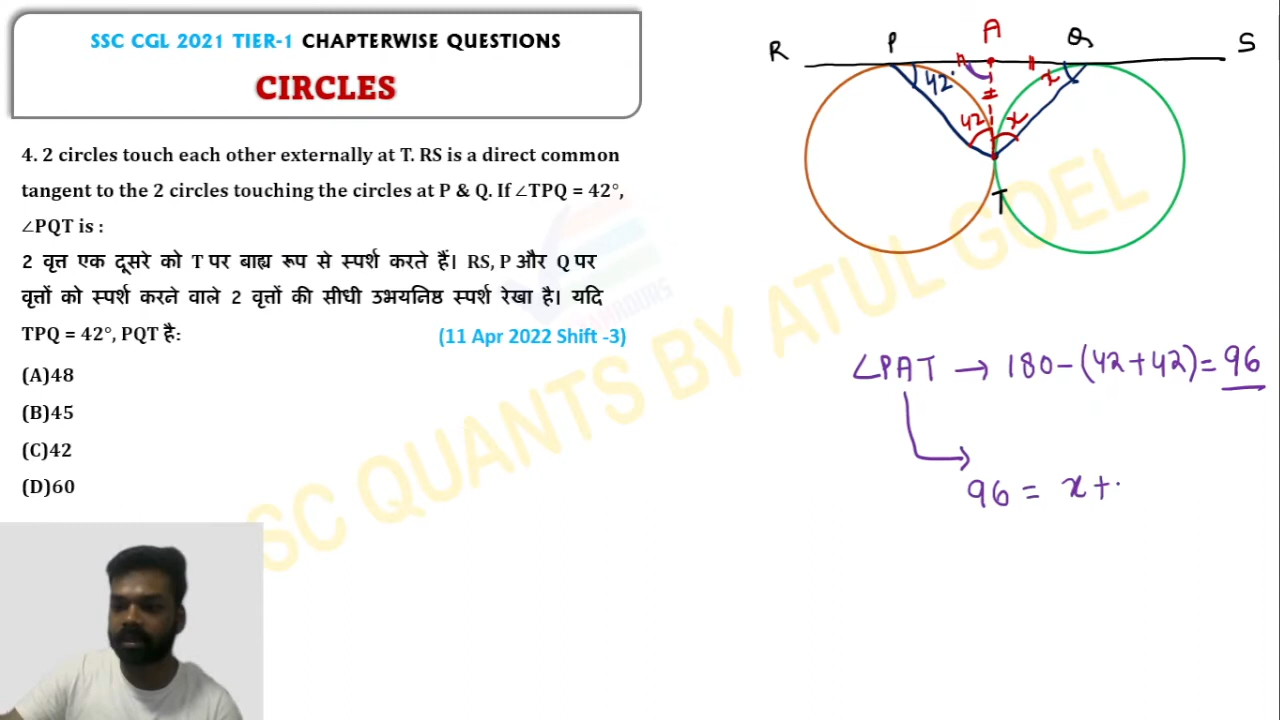 SSC CGL 2021 TIER-1 CHAPTERWISE QUESTIONS
CIRCLES
4. 2 circles touch each other externally at T. RS is a direct common
tangent to the 2 circles touching the circles at P & Q. If ∠TPQ = 42°,
∠PQT is :
2 वृत्त एक दूसरे को T पर बाह्य रूप से स्पर्श करते हैं। RS, P और Q पर
वृत्तों को स्पर्श करने वाले 2 वृत्तों की सीधी उभयनिष्ठ स्पर्श रेखा है। यदि
TPQ = 42°, PQT है:
(11 Apr 2022 Shift -3)
(A)48
(B)45
(C)42
(D)60
R P A Q S
42° x
42 x
T
∠PAT → 180-(42+42)=96
96 = x+·
SSC QUANTS BY ATUL GOEL